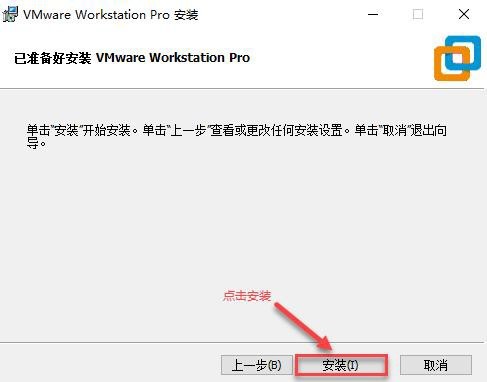 VMware Workstation Pro 安装
已准备好安装 VMware Workstation Pro
单击“安装”开始安装。单击“上一步”查看或更改任何安装设置。单击“取消”退出向
导。
点击安装
上一步(B) 安装(I) 取消